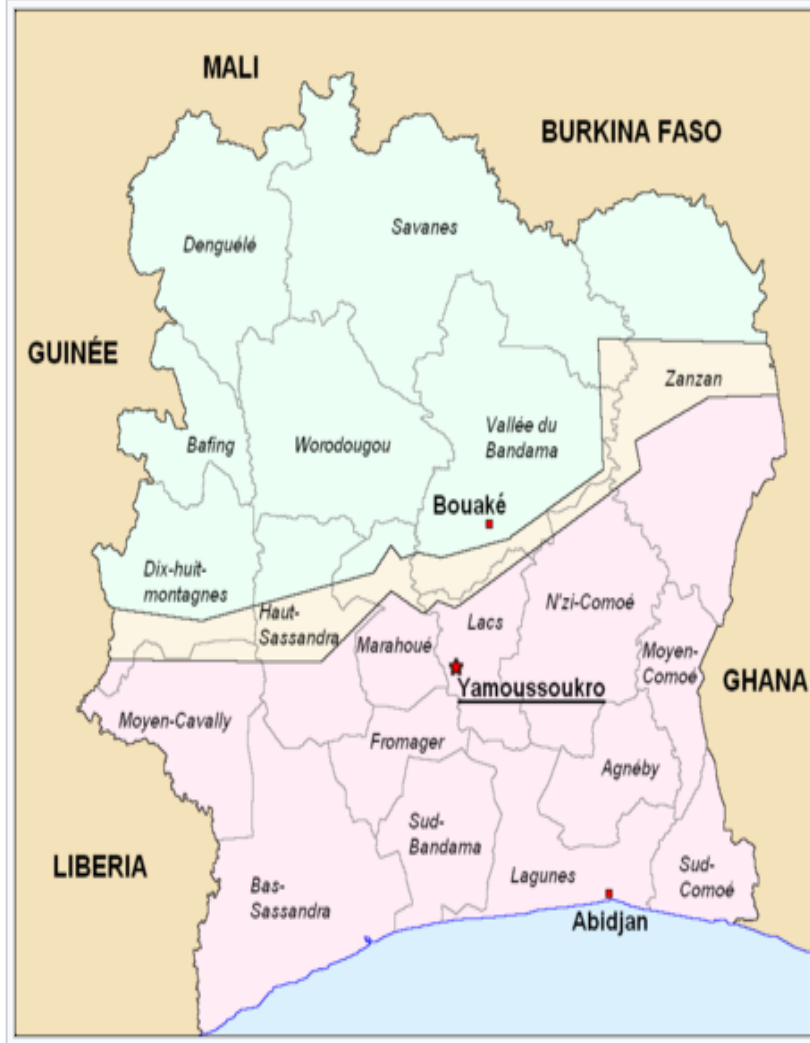 MALI
BURKINA FASO
Savanes
Denguélé
GUINÉE
Zanzan
Vallée du
Bandama
Bafing
Worodougou
Bouaké
Dix-huit-
montagnes
Haut-
Sassandra
N'zi-Comoé
Lacs
Marahoué
Moyen-
Comoé
GHANA
Yamoussoukro
Moyen-Cavally
Fromager
Agnéby
Sud-
Bandama
LIBERIA
Lagunes
Sud-
Comoé
Bas-
Sassandra
Abidjan